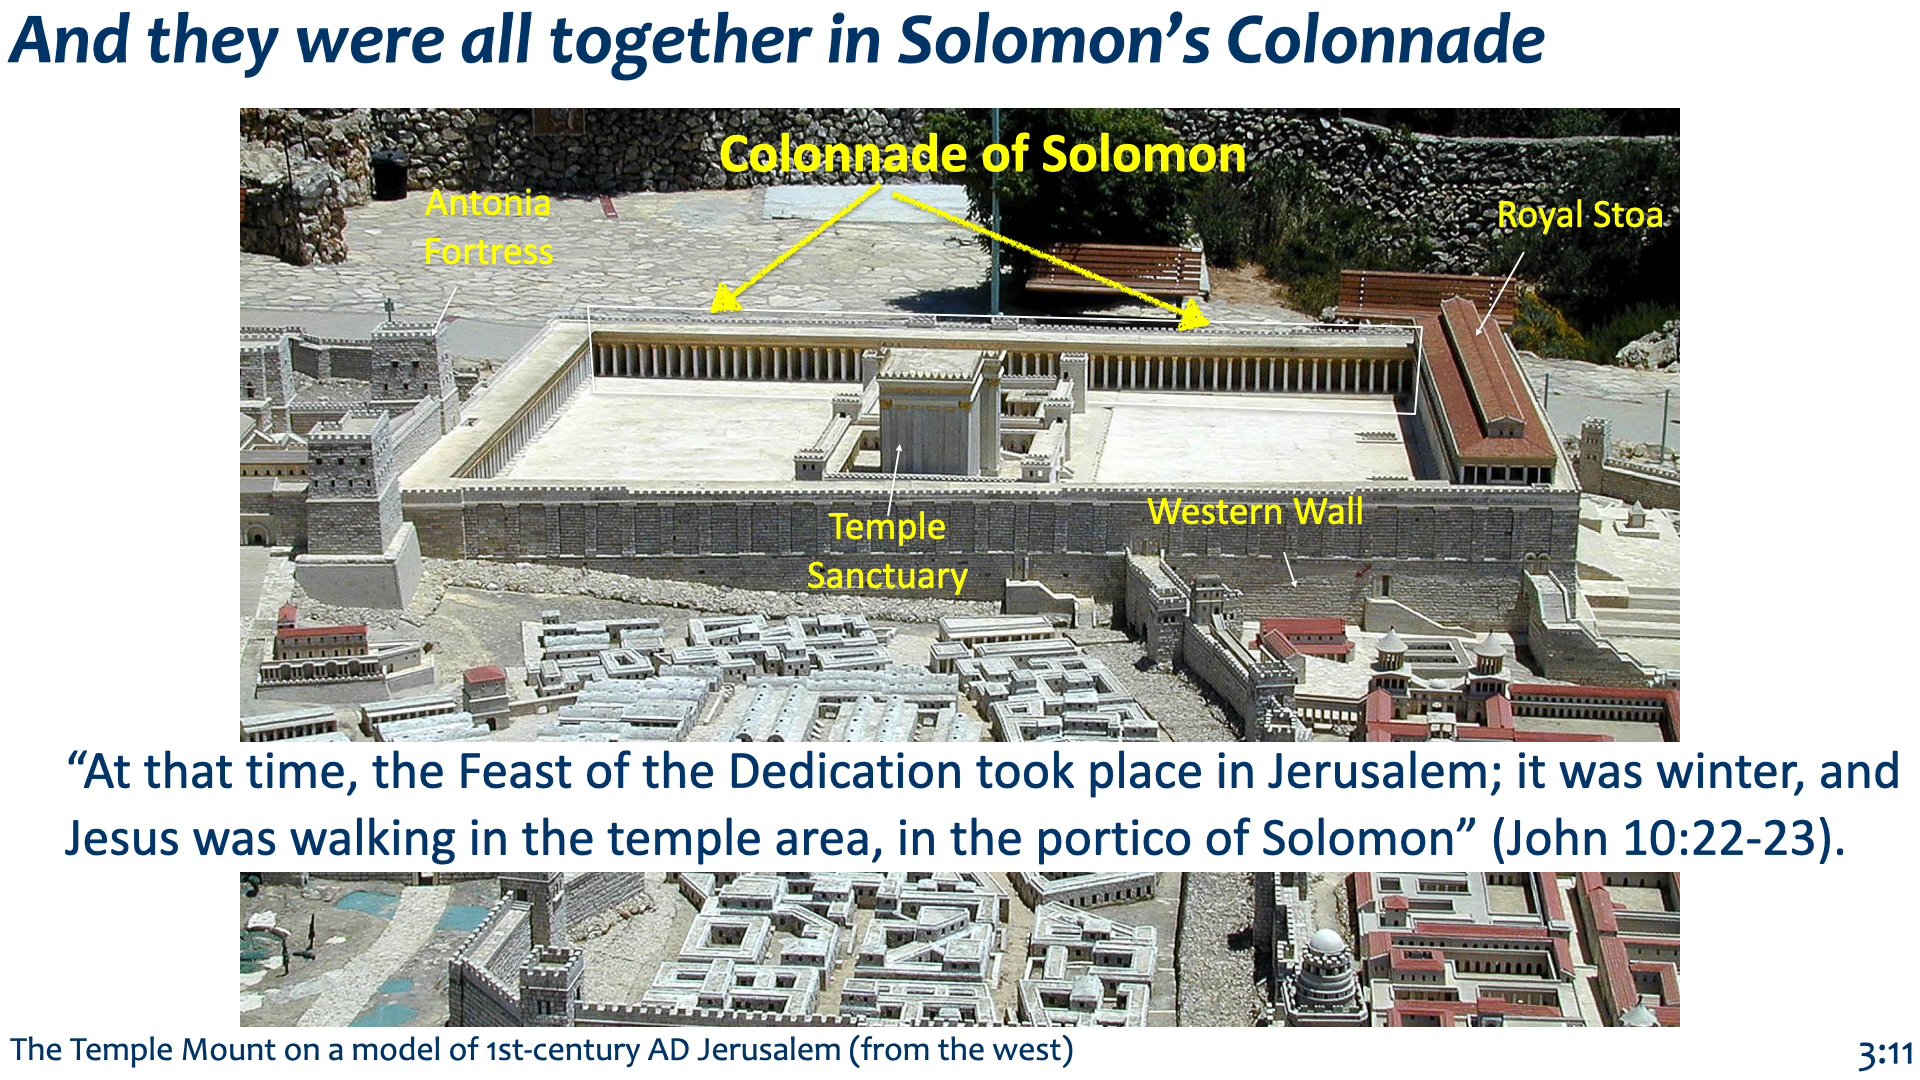 And they were all together in Solomon’s Colonnade
Colonnade of Solomon
Antonia
Fortress
Royal Stoa
Temple
Sanctuary
Western Wall
“At that time, the Feast of the Dedication took place in Jerusalem; it was winter, and
Jesus was walking in the temple area, in the portico of Solomon” (John 10:22-23).
The Temple Mount on a model of 1st-century AD Jerusalem (from the west)
3:11